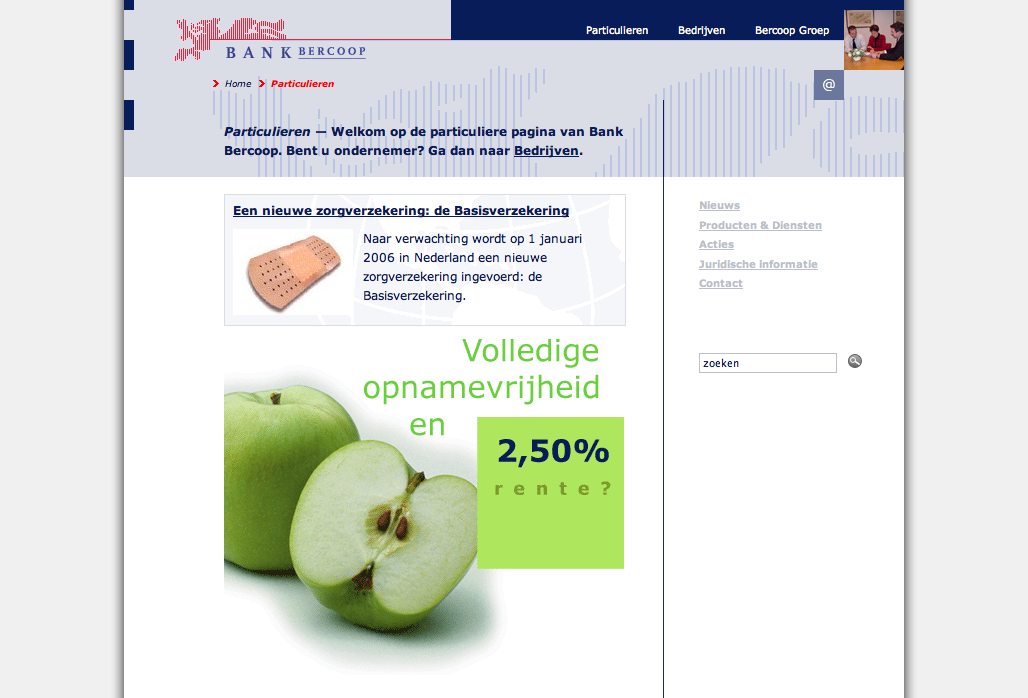 Particulieren Bedrijven Bercoop Groep
BANK BERCOOP
Home Particulieren
@
Particulieren — Welkom op de particuliere pagina van Bank
Bercoop. Bent u ondernemer? Ga dan naar Bedrijven.
Een nieuwe zorgverzekering: de Basisverzekering
Naar verwachting wordt op 1 januari
2006 in Nederland een nieuwe
zorgverzekering ingevoerd: de
Basisverzekering.
Volledige
opnamevrijheid
en
2,50%
rente?
Nieuws
Producten & Diensten
Acties
Juridische informatie
Contact
zoeken